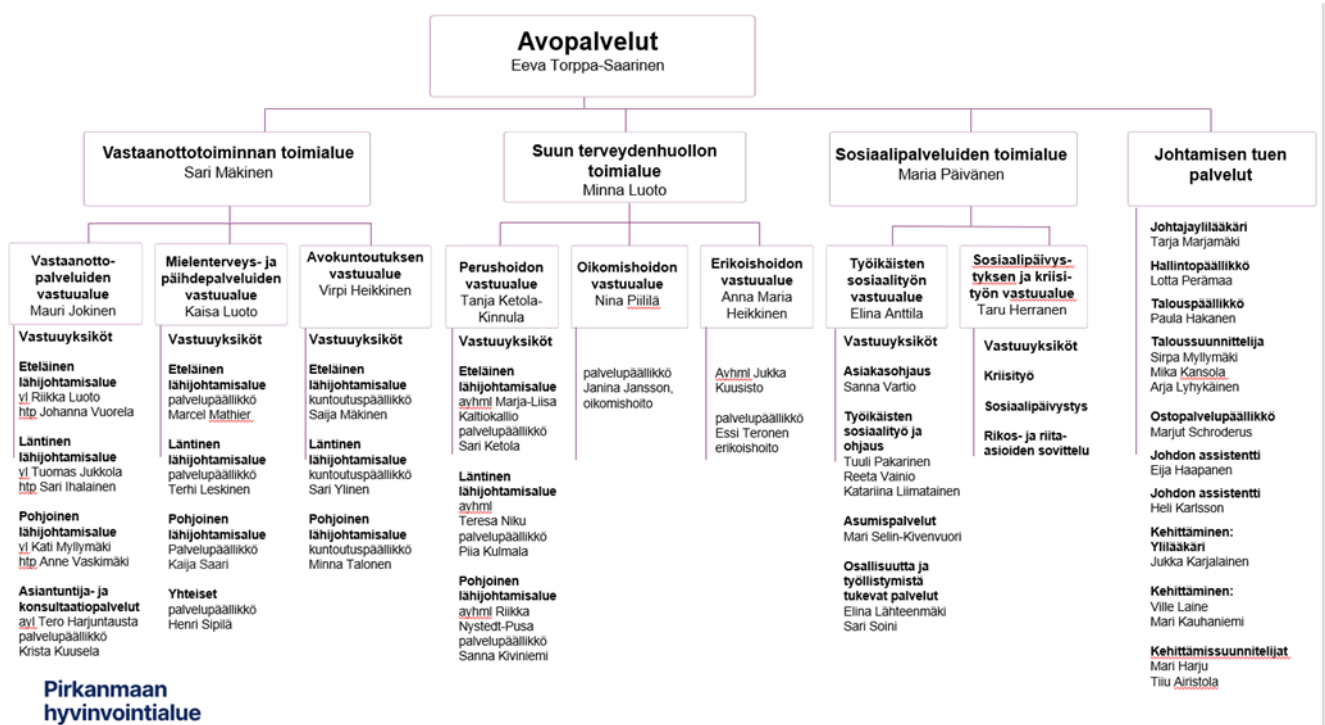 Avopalvelut
Eeva Torppa-Saarinen
Vastaanottotoiminnan toimialue
Sari Mäkinen
Suun terveydenhuollon
toimialue
Minna Luoto
Sosiaalipalveluiden toimialue
Maria Päivänen
Johtamisen tuen
palvelut
Vastaanotto-
palveluiden
vastuualue
Mauri Jokinen
Vastuuyksiköt
Eteläinen
lähijohtamisalue
yl Riikka Luoto
htp Johanna Vuorela
Läntinen
lähijohtamisalue
yl Tuomas Jukkola
htp Sari Ihalainen
Pohjoinen
lähijohtamisalue
yl Kati Myllymäki
htp Anne Vaskimäki
Asiantuntija- ja
konsultaatiopalvelut
ayl Tero Harjuntausta
palvelupäällikkö
Krista Kuusela
Mielenterveys- ja
päihdepalveluiden
vastuualue
Kaisa Luoto
Vastuuyksiköt
Eteläinen
lähijohtamisalue
palvelupäällikkö
Marcel Mathier
Läntinen
lähijohtamisalue
palvelupäällikkö
Terhi Leskinen
Pohjoinen
lähijohtamisalue
Palvelupäällikkö
Kaija Saari
Yhteiset
palvelupäällikkö
Henri Sipilä
Avokuntoutuksen
vastuualue
Virpi Heikkinen
Vastuuyksiköt
Eteläinen
lähijohtamisalue
kuntoutuspäällikkö
Saija Mäkinen
Läntinen
lähijohtamisalue
kuntoutuspäällikkö
Sari Ylinen
Pohjoinen
lähijohtamisalue
kuntoutuspäällikkö
Minna Talonen
Perushoidon
vastuualue
Tanja Ketola-
Kinnula
Vastuuyksiköt
Eteläinen
lähijohtamisalue
ayhml Marja-Liisa
Kaltiokallio
palvelupäällikkö
Sari Ketola
Läntinen
lähijohtamisalue
ayhml
Teresa Niku
palvelupäällikkö
Piia Kulmala
Pohjoinen
lähijohtamisalue
ayhml Riikka
Nystedt-Pusa
palvelupäällikkö
Sanna Kiviniemi
Oikomishoidon
vastuualue
Nina Piililä
palvelupäällikkö
Janina Jansson,
oikomishoito
Erikoishoidon
vastuualue
Anna Maria
Heikkinen
Ayhml Jukka
Kuusisto
palvelupäällikkö
Essi Teronen
erikoishoito
Työikäisten
sosiaalityön
vastuualue
Elina Anttila
Vastuuyksiköt
Asiakasohjaus
Sanna Vartio
Työikäisten
sosiaalityö ja
ohjaus
Tuuli Pakarinen
Reeta Vainio
Katariina Liimatainen
Asumispalvelut
Mari Selin-Kivenvuori
Osallisuutta ja
työllistymistä
tukevat palvelut
Elina Lähteenmäki
Sari Soini
Sosiaalipäivys-
tyksen ja kriisi-
työn vastuualue
Taru Herranen
Vastuuyksiköt
Kriisityö
Sosiaalipäivystys
Rikos- ja riita-
asioiden sovittelu
Johtajaylilääkäri
Tarja Marjamäki
Hallintopäällikkö
Lotta Perämaa
Talouspäällikkö
Paula Hakanen
Taloussuunnittelija
Sirpa Myllymäki
Mika Kansola
Arja Lyhykäinen
Ostopalvelupäällikkö
Marjut Schroderus
Johdon assistentti
Eija Haapanen
Johdon assistentti
Heli Karlsson
Kehittäminen:
Ylilääkäri
Jukka Karjalainen
Kehittäminen:
Ville Laine
Mari Kauhaniemi
Kehittämissuunnitelijat
Mari Harju
Tiiu Airistola
Pirkanmaan
hyvinvointialue